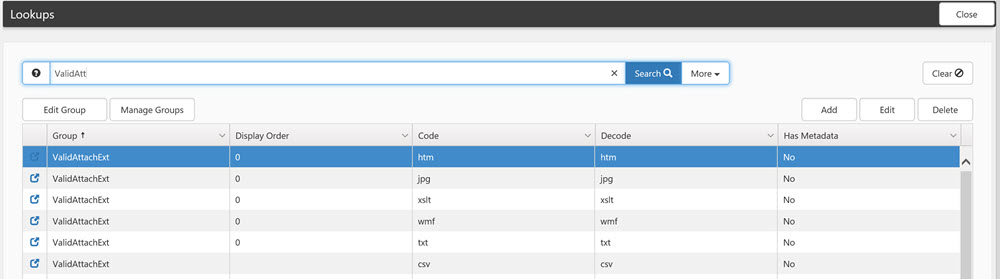 Lookups Close
ValidAtt Search More Clear
Edit Group Manage Groups Add Edit Delete
Group Display Order Code Decode Has Metadata
ValidAttachExt 0 htm htm No
ValidAttachExt 0 jpg jpg No
ValidAttachExt 0 xslt xslt No
ValidAttachExt 0 wmf wmf No
ValidAttachExt 0 txt txt No
ValidAttachExt csv csv No